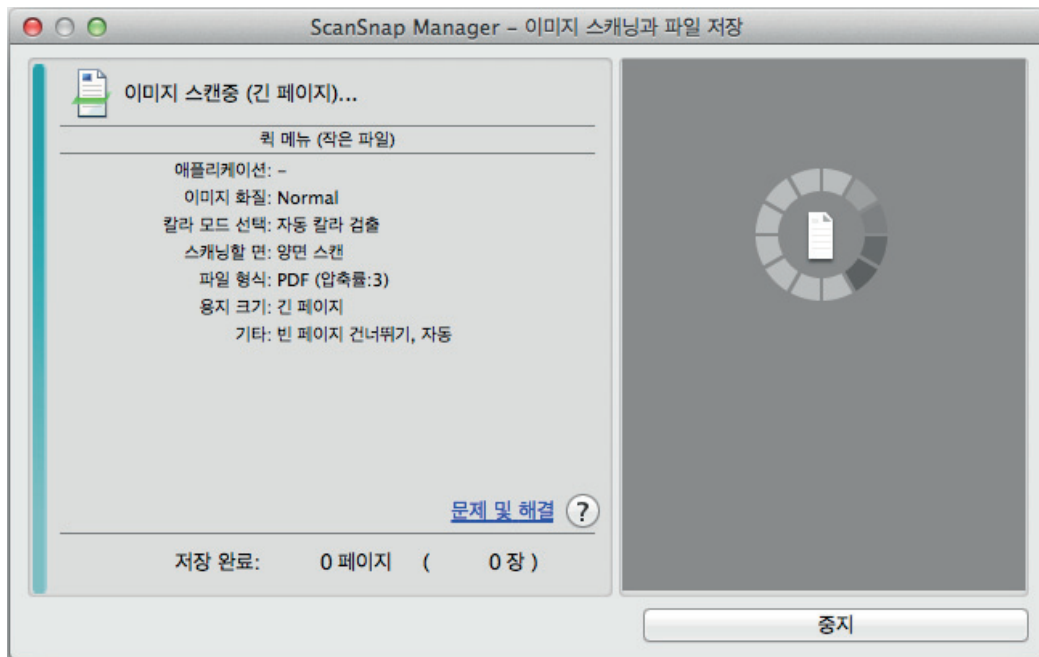 ScanSnap Manager – 이미지 스캐닝과 파일 저장
이미지 스캔중 (긴 페이지)...
퀵 메뉴 (작은 파일)
애플리케이션: –
이미지 화질: Normal
칼라 모드 선택: 자동 칼라 검출
스캐닝할 면: 양면 스캔
파일 형식: PDF (압축률:3)
용지 크기: 긴 페이지
기타: 빈 페이지 건너뛰기, 자동
문제 및 해결 ?
저장 완료: 0 페이지 ( 0 장 )
중지